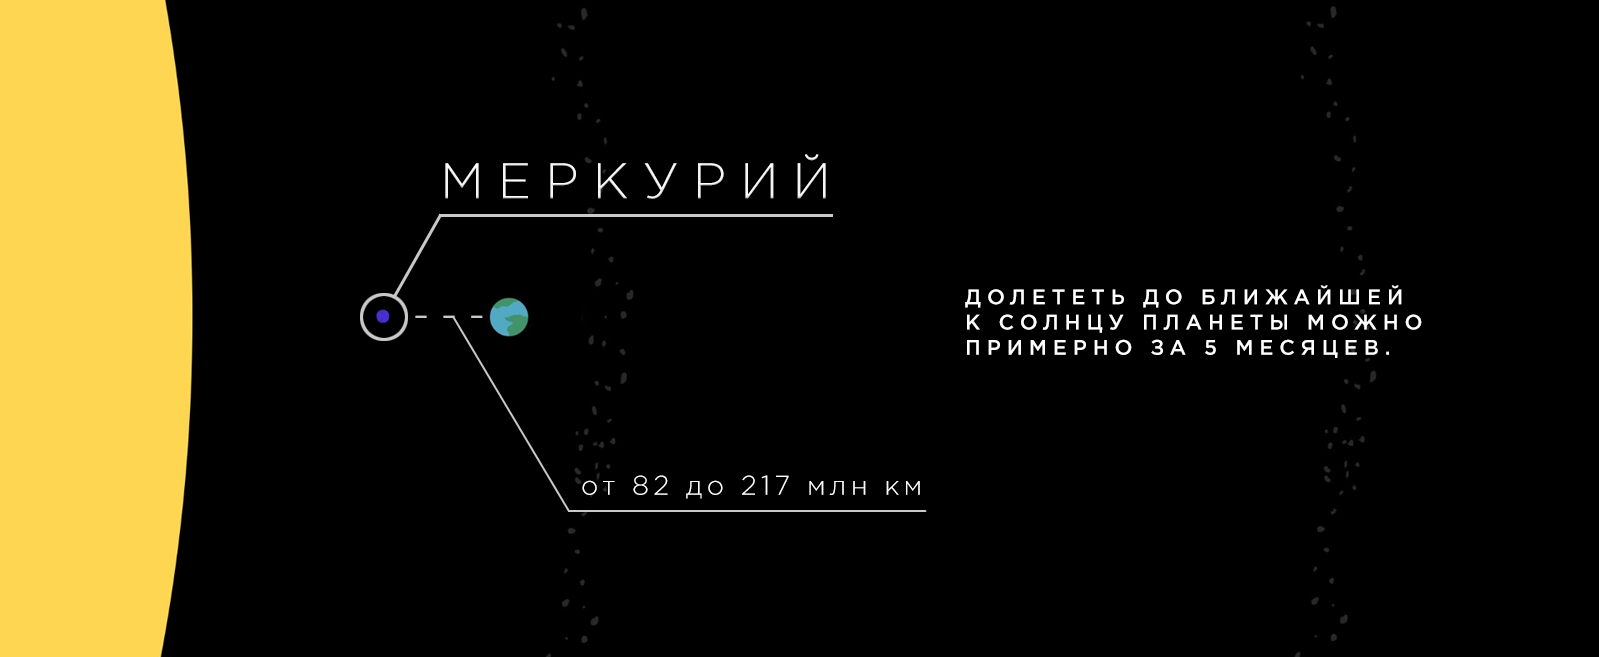 МЕРКУРИЙ
ДОЛЕТЕТЬ ДО БЛИЖАЙШЕЙ
К СОЛНЦУ ПЛАНЕТЫ МОЖНО
ПРИМЕРНО ЗА 5 МЕСЯЦЕВ.
от 82 до 217 млн км